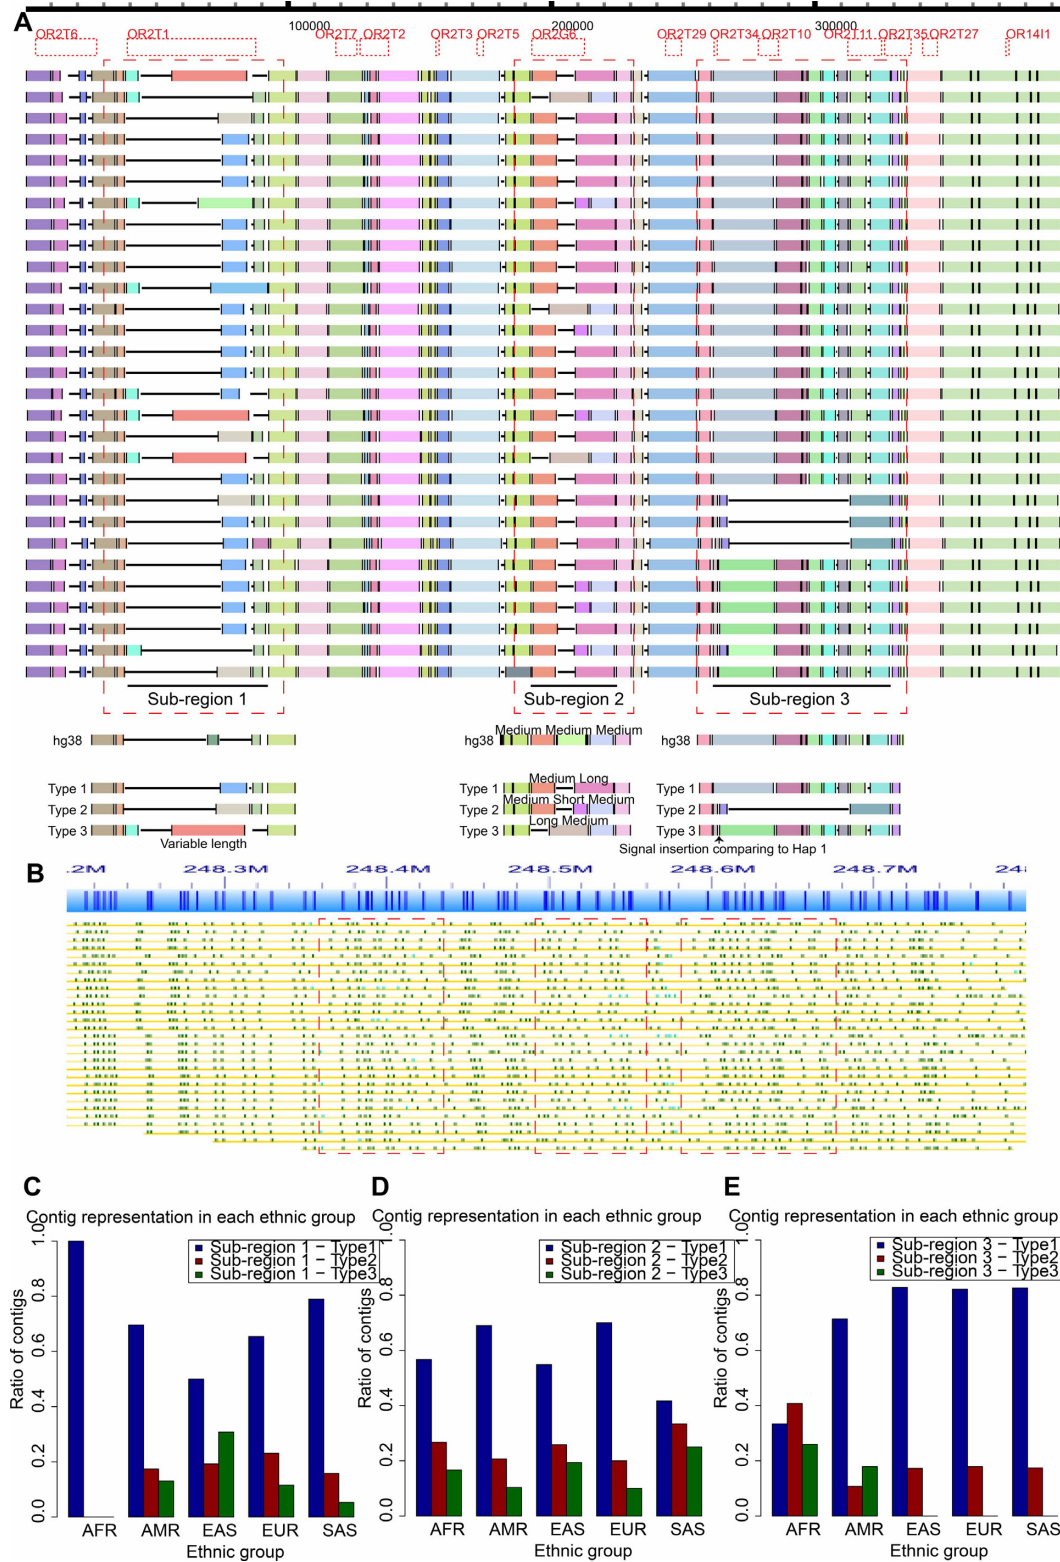 A
100000 200000 300000
OR2T6 OR2T1 OR2T7 OR2T2 OR2T3 OR2T5 OR2G6 OR2T29 OR2T34 OR2T10 OR2T11 OR2T35 OR2T27 OR14I1
Sub-region 1 Sub-region 2 Sub-region 3
Medium Medium Medium
hg38 hg38 hg38
Medium Long
Type 1 Type 1 Type 1
Medium Short Medium
Type 2 Type 2 Type 2
Long Medium
Type 3 Type 3 Type 3
Variable length
Signal insertion comparing to Hap 1
B
.2M 248.3M 248.4M 248.5M 248.6M 248.7M 24
C D E
Contig representation in each ethnic group
Sub-region 1 – Type1
Sub-region 1 – Type2
Sub-region 1 – Type3
Ratio of contigs
1.0
0.8
0.6
0.4
0.2
0.0
AFR AMR EAS EUR SAS
Ethnic group
Contig representation in each ethnic group
Sub-region 2 – Type1
Sub-region 2 – Type2
Sub-region 2 – Type3
Ratio of contigs
1.0
0.8
0.6
0.4
0.2
0.0
AFR AMR EAS EUR SAS
Ethnic group
Contig representation in each ethnic group
Sub-region 3 – Type1
Sub-region 3 – Type2
Sub-region 3 – Type3
Ratio of contigs
1.0
0.8
0.6
0.4
0.2
0.0
AFR AMR EAS EUR SAS
Ethnic group